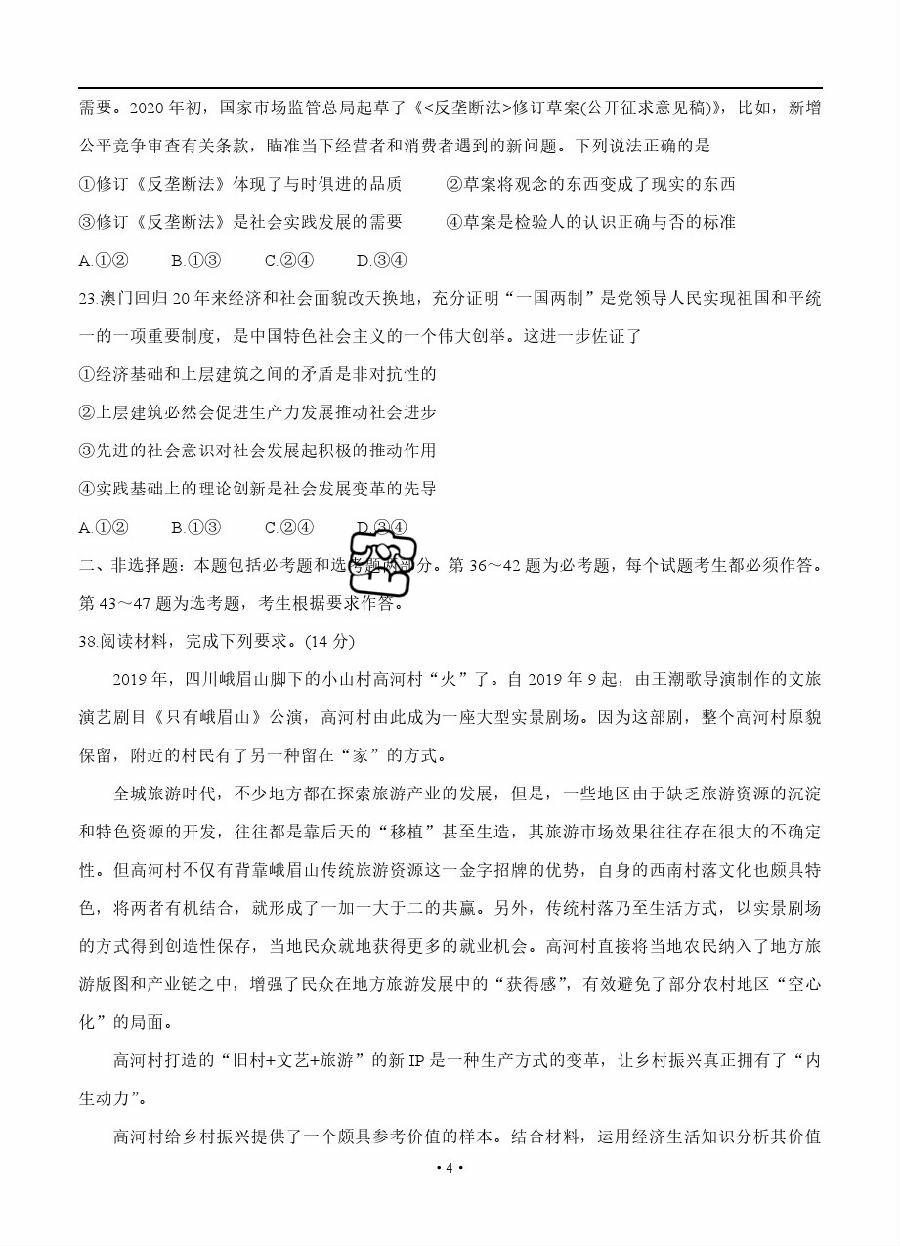 需要。2020年初，国家市场监管总局起草了《<反垄断法>修订草案(公开征求意见稿)》，比如，新增
公平竞争审查有关条款，瞄准当下经营者和消费者遇到的新问题。下列说法正确的是
①修订《反垄断法》体现了与时俱进的品质 ②草案将观念的东西变成了现实的东西
③修订《反垄断法》是社会实践发展的需要 ④草案是检验人的认识正确与否的标准
A.①② B.①③ C.②④ D.③④
23.澳门回归20年来经济和社会面貌改天换地，充分证明“一国两制”是党领导人民实现祖国和平统
一的一项重要制度，是中国特色社会主义的一个伟大创举。这进一步佐证了
①经济基础和上层建筑之间的矛盾是非对抗性的
②上层建筑必然会促进生产力发展推动社会进步
③先进的社会意识对社会发展起积极的推动作用
④实践基础上的理论创新是社会发展变革的先导
A.①② B.①③ C.②④ D.③④
二、非选择题：本题包括必考题和选考题两部分。第36～42题为必考题，每个试题考生都必须作答。
第43～47题为选考题，考生根据要求作答。
38.阅读材料，完成下列要求。(14分)
2019年，四川峨眉山脚下的小山村高河村“火”了。自2019年9起，由王潮歌导演制作的文旅
演艺剧目《只有峨眉山》公演，高河村由此成为一座大型实景剧场。因为这部剧，整个高河村原貌
保留，附近的村民有了另一种留在“家”的方式。
全城旅游时代，不少地方都在探索旅游产业的发展，但是，一些地区由于缺乏旅游资源的沉淀
和特色资源的开发，往往都是靠后天的“移植”甚至生造，其旅游市场效果往往存在很大的不确定
性。但高河村不仅有背靠峨眉山传统旅游资源这一金字招牌的优势，自身的西南村落文化也颇具特
色，将两者有机结合，就形成了一加一大于二的共赢。另外，传统村落乃至生活方式，以实景剧场
的方式得到创造性保存，当地民众就地获得更多的就业机会。高河村直接将当地农民纳入了地方旅
游版图和产业链之中，增强了民众在地方旅游发展中的“获得感”，有效避免了部分农村地区“空心
化”的局面。
高河村打造的“旧村+文艺+旅游”的新IP是一种生产方式的变革，让乡村振兴真正拥有了“内
生动力”。
高河村给乡村振兴提供了一个颇具参考价值的样本。结合材料，运用经济生活知识分析其价值
·4·